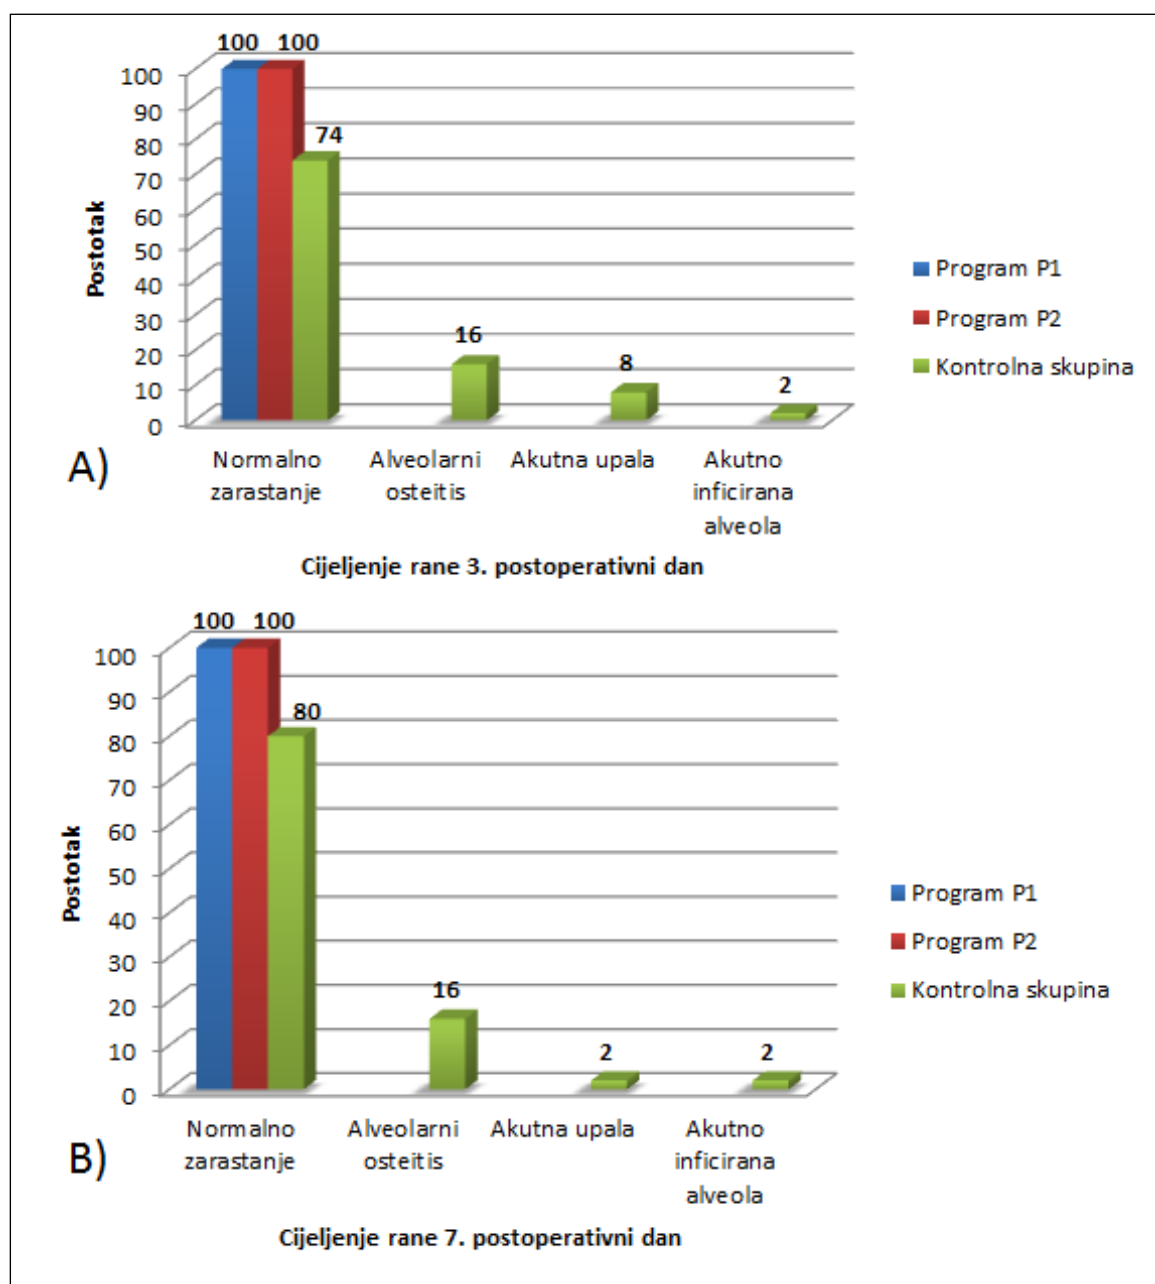 100 100
74
16
8
2
100
90
80
70
60
50
40
30
20
10
0
Postotak
Program P1
Program P2
Kontrolna skupina
Normalno zarastanje
Alveolarni osteitis
Akutna upala
Akutno inficirana alveola
A)
Cijeljenje rane 3. postoperativni dan
100 100
80
16
2
2
100
90
80
70
60
50
40
30
20
10
0
Postotak
Program P1
Program P2
Kontrolna skupina
Normalno zarastanje
Alveolarni osteitis
Akutna upala
Akutno inficirana alveola
B)
Cijeljenje rane 7. postoperativni dan